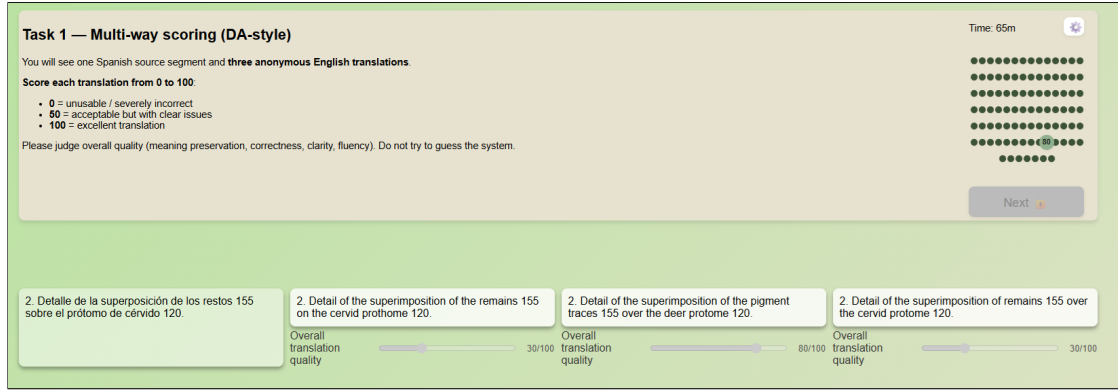 Task 1 — Multi-way scoring (DA-style)
Time: 65m
You will see one Spanish source segment and three anonymous English translations.
Score each translation from 0 to 100:
• 0 = unusable / severely incorrect
• 50 = acceptable but with clear issues
• 100 = excellent translation
Please judge overall quality (meaning preservation, correctness, clarity, fluency). Do not try to guess the system.
80
Next
2. Detalle de la superposición de los restos 155
sobre el prótomo de cérvido 120.
2. Detail of the superimposition of the remains 155
on the cervid prothome 120.
Overall
translation
quality
30/100
2. Detail of the superimposition of the pigment
traces 155 over the deer protome 120.
Overall
translation
quality
80/100
2. Detail of the superimposition of remains 155 over
the cervid protome 120.
Overall
translation
quality
30/100